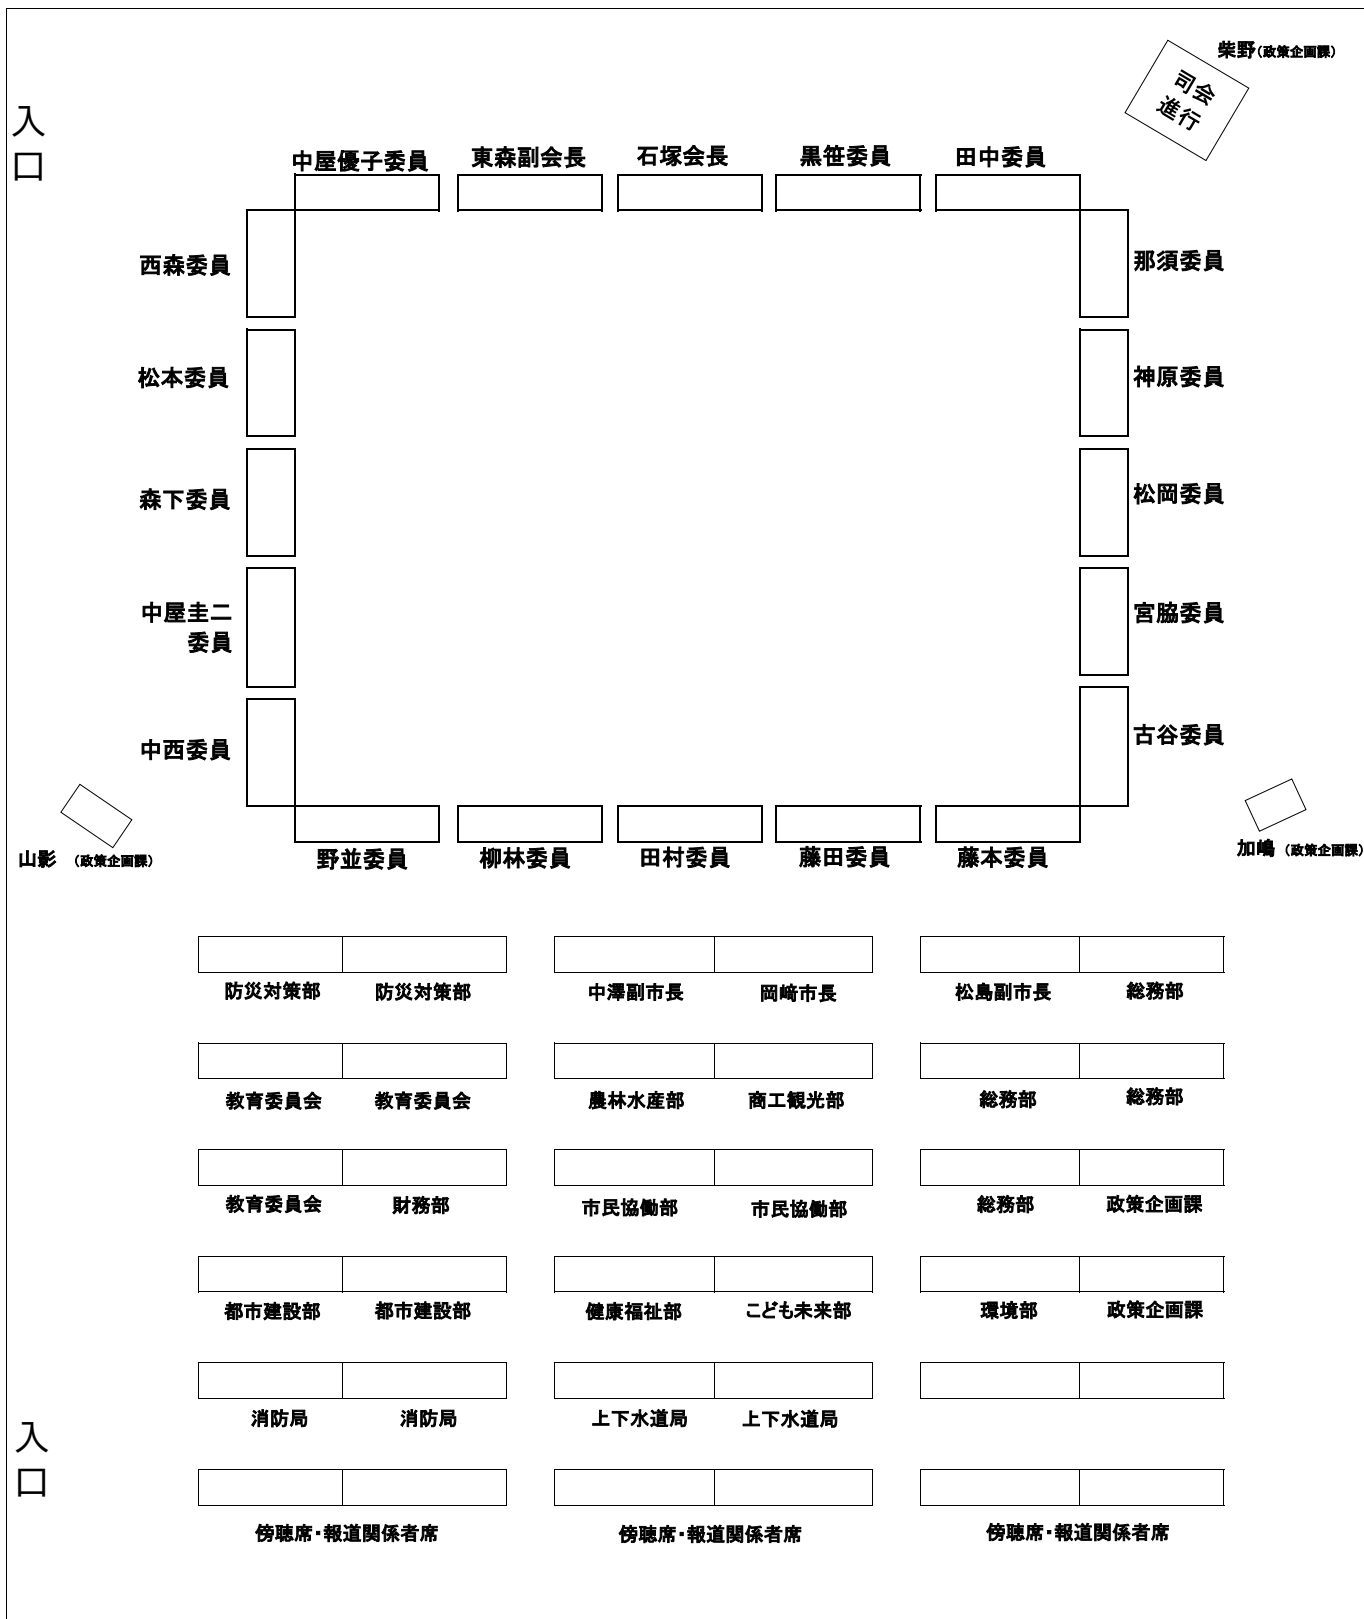 柴野(政策企画課)
司会
進行
入
口
中屋優子委員
東森副会長
石塚会長
黒笹委員
田中委員
西森委員
那須委員
松本委員
神原委員
森下委員
松岡委員
中屋圭二
委員
宮脇委員
中西委員
古谷委員
山影 (政策企画課)
加嶋 (政策企画課)
野並委員
柳林委員
田村委員
藤田委員
藤本委員
防災対策部
防災対策部
中澤副市長
岡﨑市長
松島副市長
総務部
教育委員会
教育委員会
農林水産部
商工観光部
総務部
総務部
教育委員会
財務部
市民協働部
市民協働部
総務部
政策企画課
都市建設部
都市建設部
健康福祉部
こども未来部
環境部
政策企画課
消防局
消防局
上下水道局
上下水道局
入
口
傍聴席・報道関係者席
傍聴席・報道関係者席
傍聴席・報道関係者席